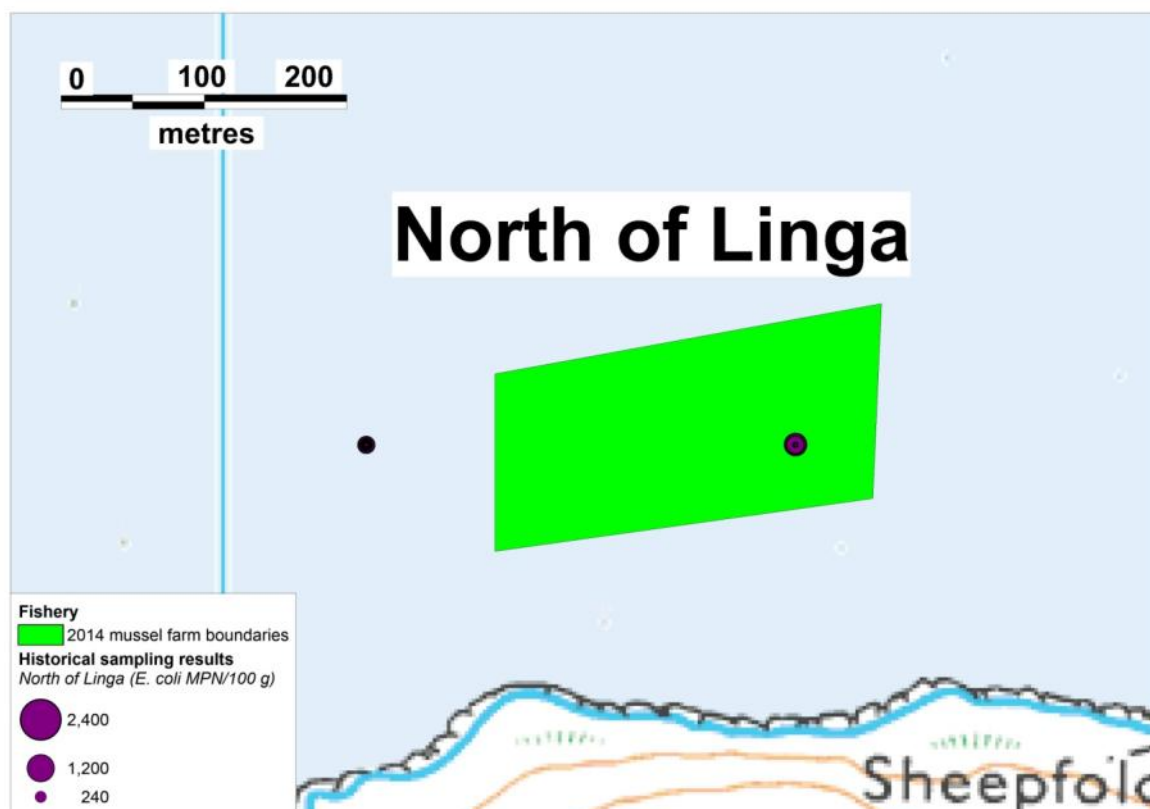 0 100 200
metres
North of Linga
Fishery
2014 mussel farm boundaries
Historical sampling results
North of Linga (E. coli MPN/100 g)
2,400
1,200
240
Sheepfold